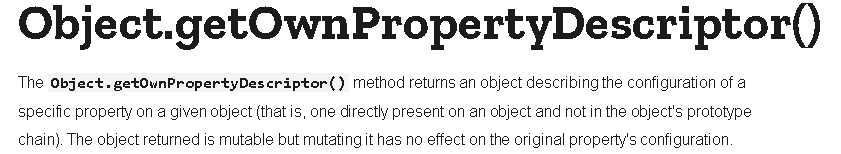 Object.getOwnPropertyDescriptor()
The Object.getOwnPropertyDescriptor() method returns an object describing the configuration of a
specific property on a given object (that is, one directly present on an object and not in the object's prototype
chain). The object returned is mutable but mutating it has no effect on the original property's configuration.